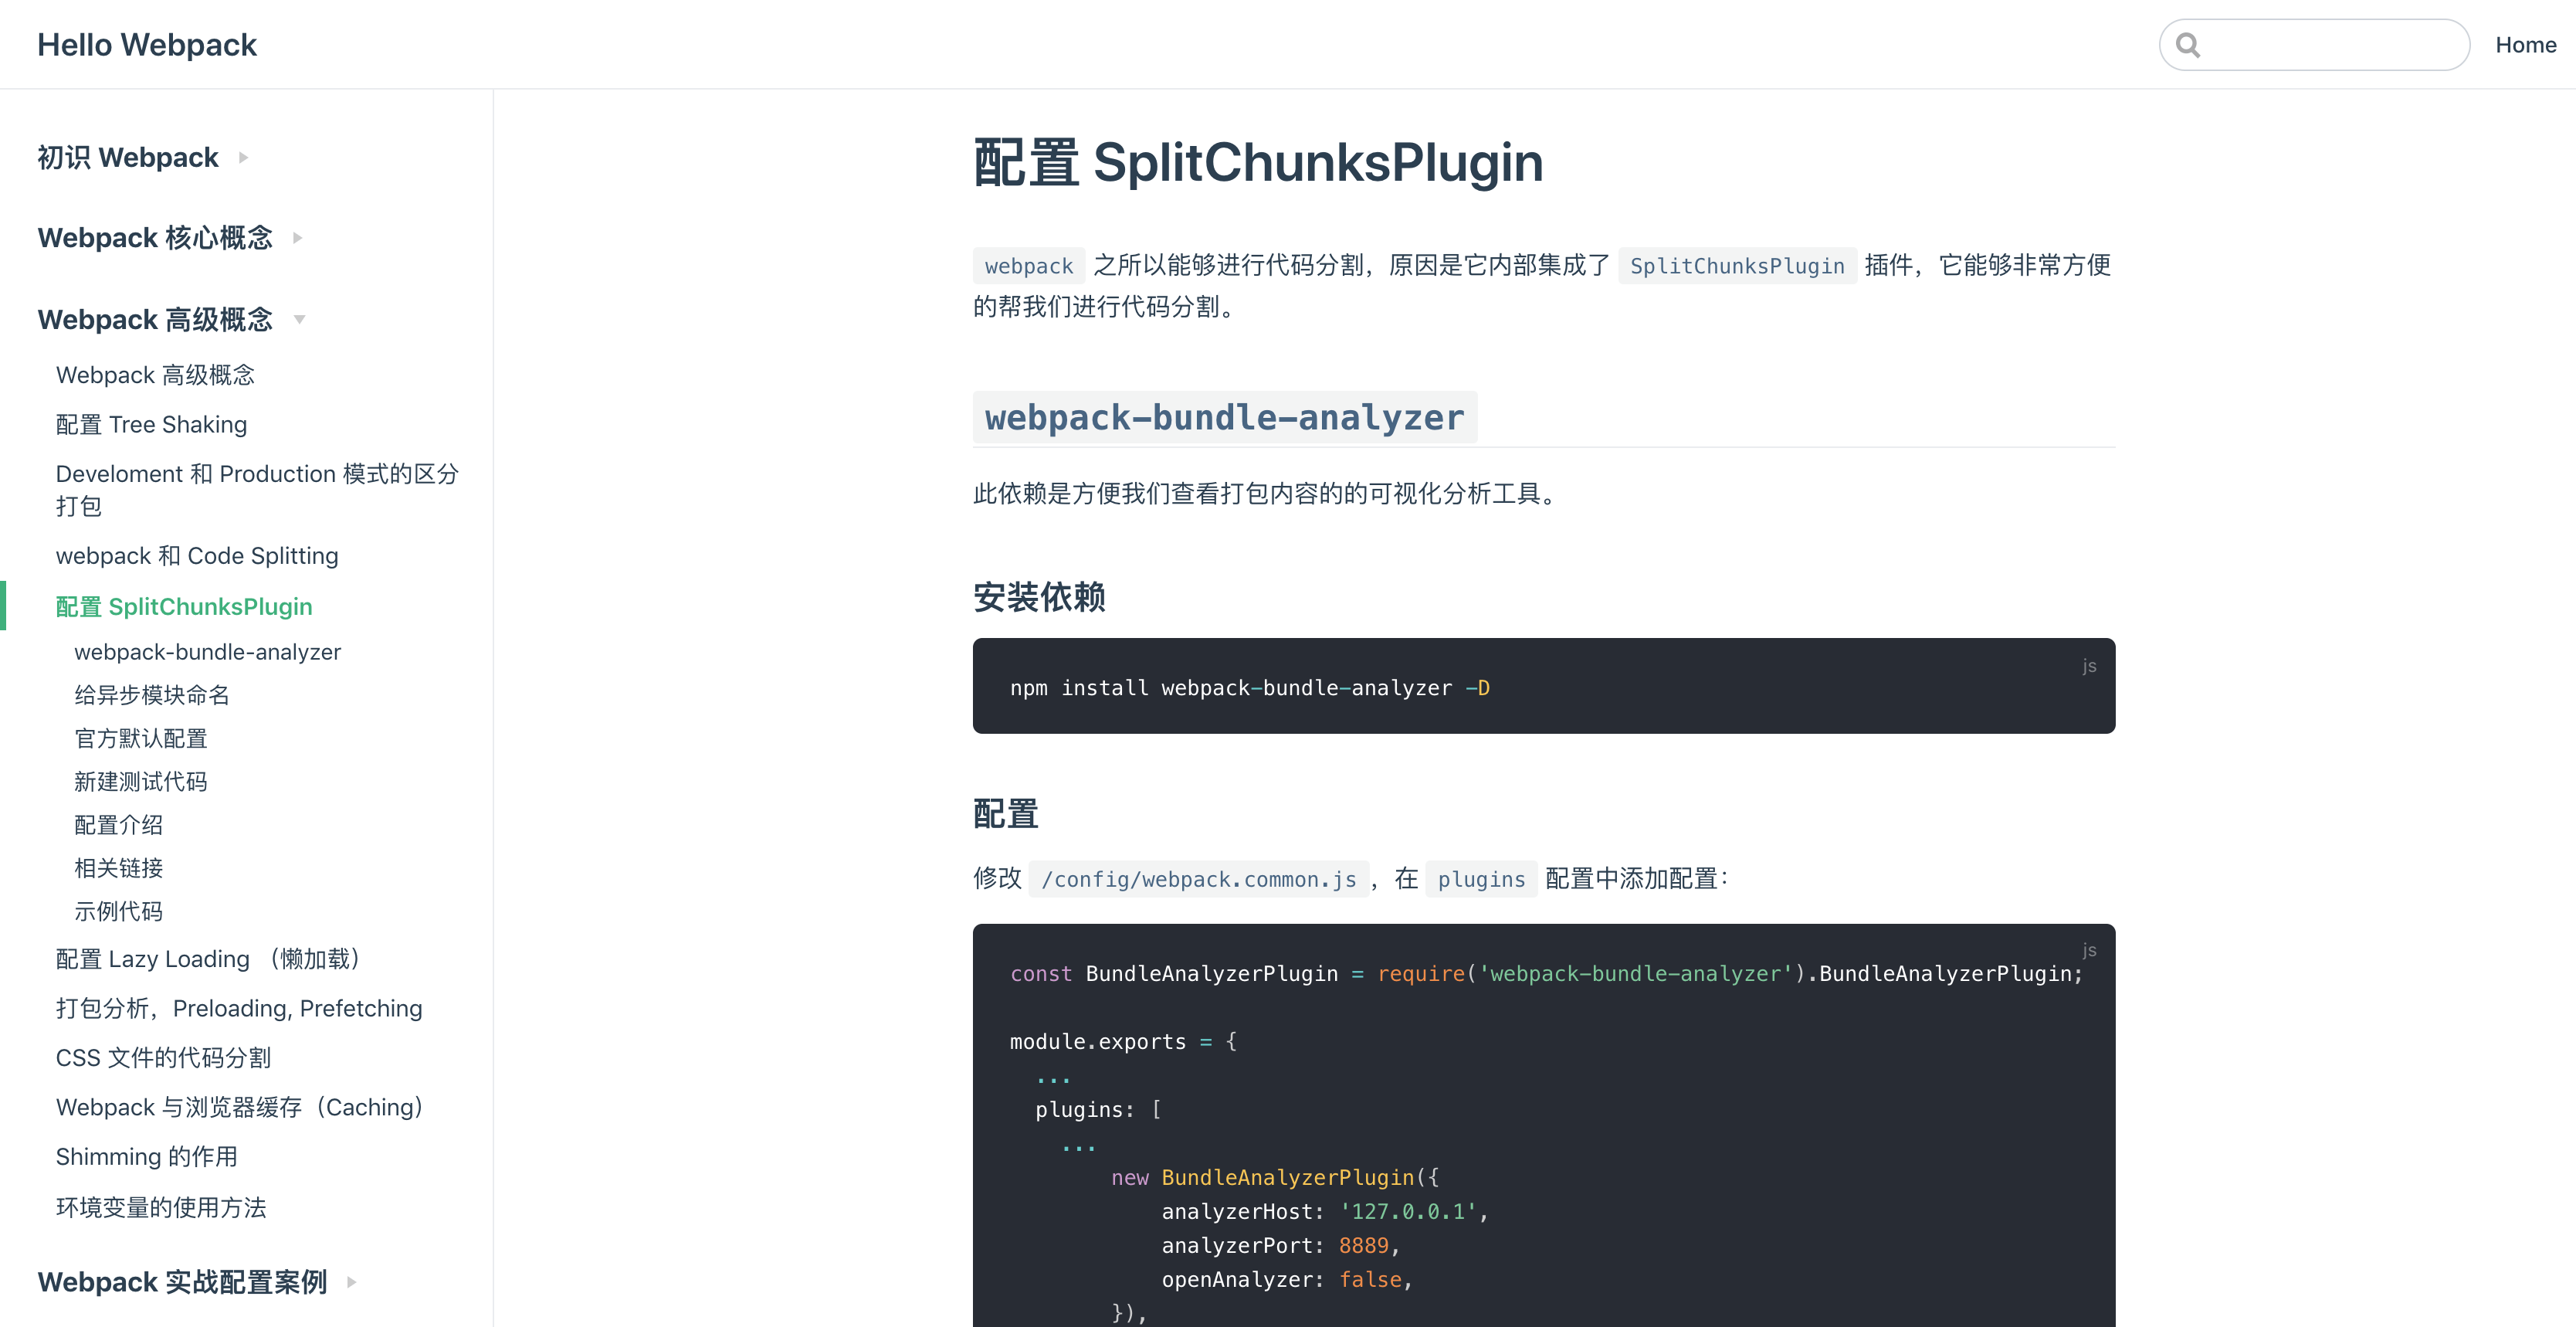 Hello Webpack
Home
初识 Webpack
Webpack 核心概念
Webpack 高级概念
Webpack 高级概念
配置 Tree Shaking
Develoment 和 Production 模式的区分
打包
webpack 和 Code Splitting
配置 SplitChunksPlugin
webpack-bundle-analyzer
给异步模块命名
官方默认配置
新建测试代码
配置介绍
相关链接
示例代码
配置 Lazy Loading （懒加载）
打包分析，Preloading, Prefetching
CSS 文件的代码分割
Webpack 与浏览器缓存（Caching）
Shimming 的作用
环境变量的使用方法
Webpack 实战配置案例
配置 SplitChunksPlugin
webpack 之所以能够进行代码分割，原因是它内部集成了 SplitChunksPlugin 插件，它能够非常方便
的帮我们进行代码分割。
webpack-bundle-analyzer
此依赖是方便我们查看打包内容的的可视化分析工具。
安装依赖
js
npm install webpack-bundle-analyzer -D
配置
修改 /config/webpack.common.js，在 plugins 配置中添加配置：
js
const BundleAnalyzerPlugin = require('webpack-bundle-analyzer').BundleAnalyzerPlugin;
module.exports = {
...
plugins: [
...
new BundleAnalyzerPlugin({
analyzerHost: '127.0.0.1',
analyzerPort: 8889,
openAnalyzer: false,
}),